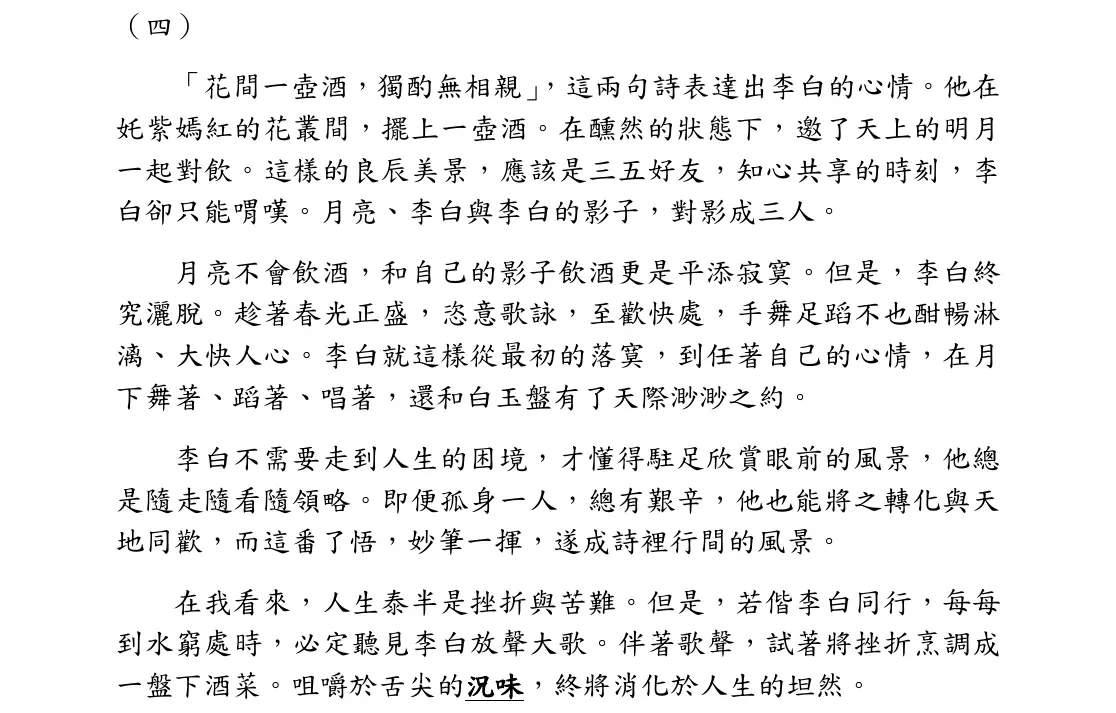 （四）
「花間一壺酒，獨酌無相親」，這兩句詩表達出李白的心情。他在
奼紫嫣紅的花叢間，擺上一壺酒。在醺然的狀態下，邀了天上的明月
一起對飲。這樣的良辰美景，應該是三五好友，知心共享的時刻，李
白卻只能喟嘆。月亮、李白與李白的影子，對影成三人。
月亮不會飲酒，和自己的影子飲酒更是平添寂寞。但是，李白終
究灑脫。趁著春光正盛，恣意歌詠，至歡快處，手舞足蹈不也酣暢淋
漓、大快人心。李白就這樣從最初的落寞，到任著自己的心情，在月
下舞著、蹈著、唱著，還和白玉盤有了天際渺渺之約。
李白不需要走到人生的困境，才懂得駐足欣賞眼前的風景，他總
是隨走隨看隨領略。即便孤身一人，總有艱辛，他也能將之轉化與天
地同歡，而這番了悟，妙筆一揮，遂成詩裡行間的風景。
在我看來，人生泰半是挫折與苦難。但是，若偕李白同行，每每
到水窮處時，必定聽見李白放聲大歌。伴著歌聲，試著將挫折烹調成
一盤下酒菜。咀嚼於舌尖的況味，終將消化於人生的坦然。